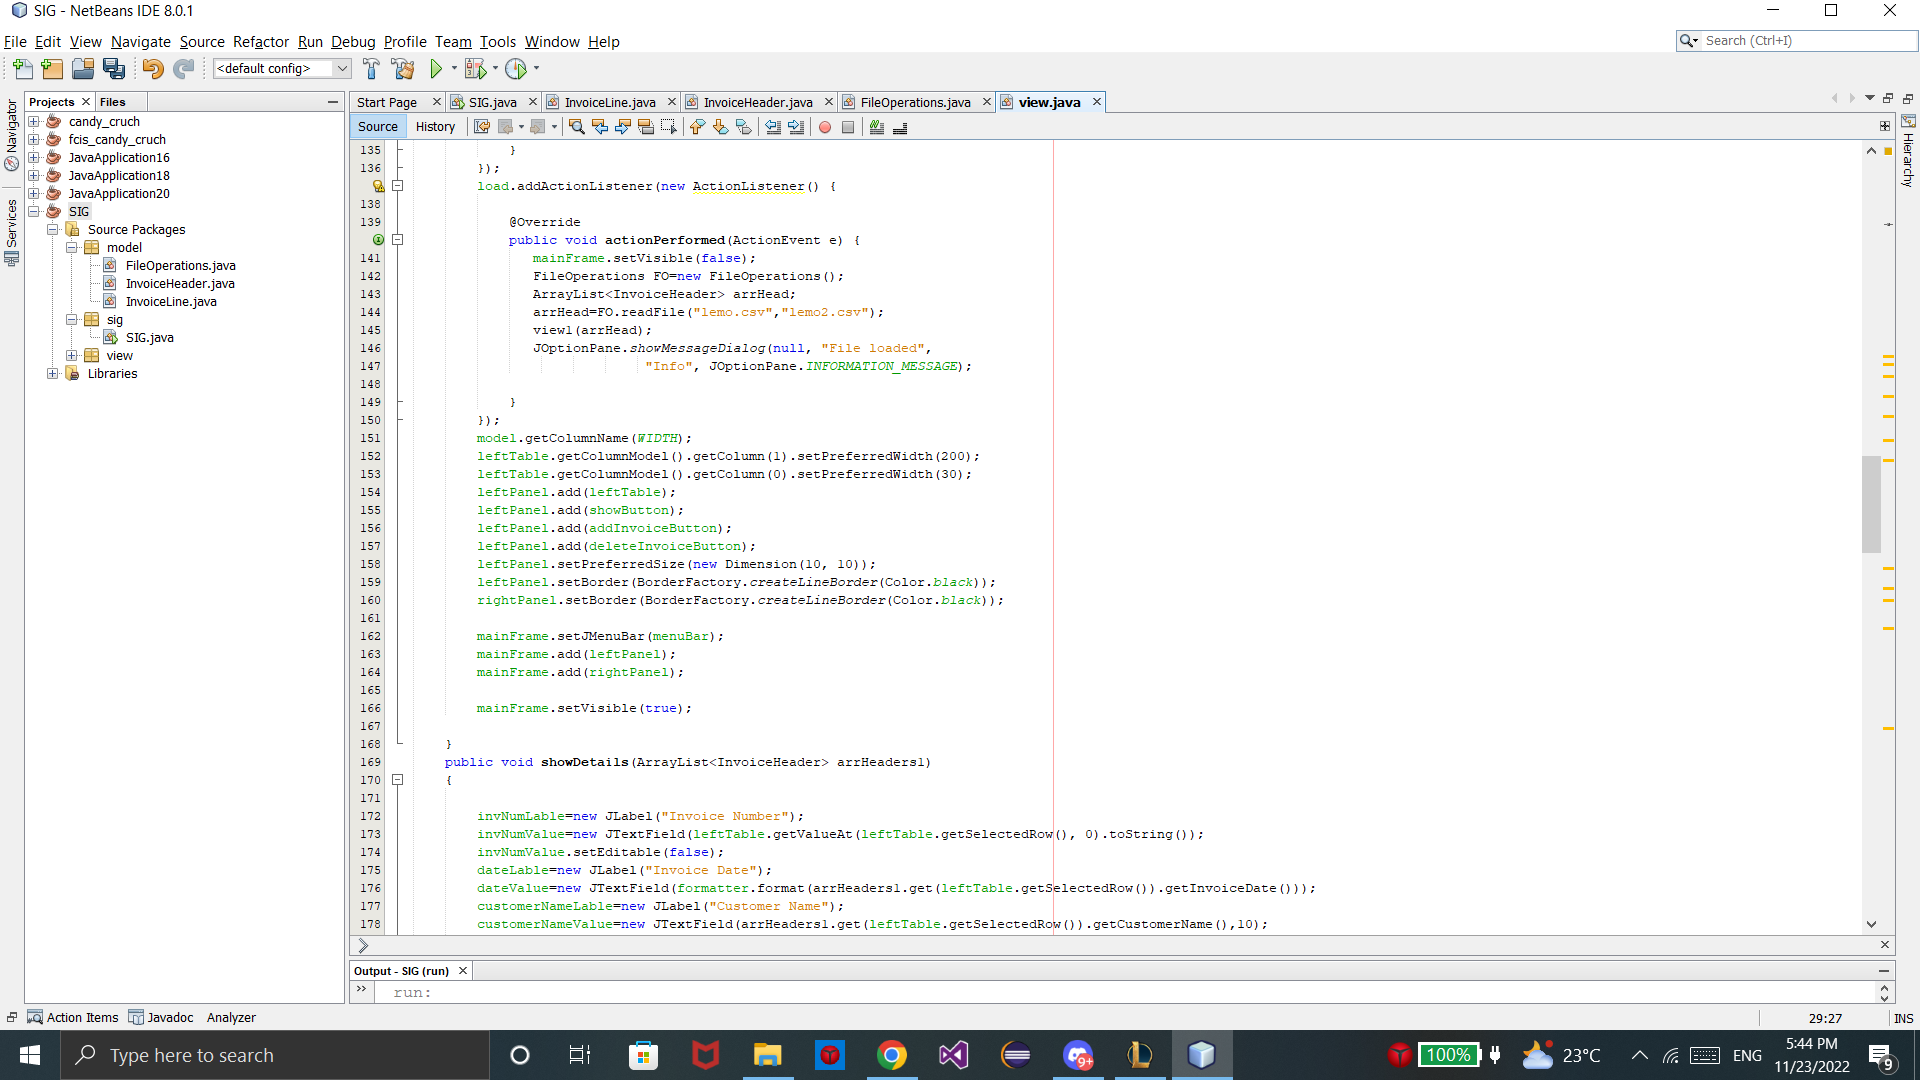 SIG - NetBeans IDE 8.0.1
File Edit View Navigate Source Refactor Run Debug Profile Team Tools Window Help
Search (Ctrl+I)
<default config>
Projects Files
Start Page SIG.java InvoiceLine.java InvoiceHeader.java FileOperations.java view.java
Source History
Navigator
Services
Hierarchy
candy_cruch
fcis_candy_cruch
JavaApplication16
JavaApplication18
JavaApplication20
SIG
Source Packages
model
FileOperations.java
InvoiceHeader.java
InvoiceLine.java
sig
SIG.java
view
Libraries
135 }
136 });
load.addActionListener(new ActionListener() {
138
139 @Override
public void actionPerformed(ActionEvent e) {
141 mainFrame.setVisible(false);
142 FileOperations FO=new FileOperations();
143 ArrayList<InvoiceHeader> arrHead;
144 arrHead=FO.readFile("lemo.csv","lemo2.csv");
145 view1(arrHead);
146 JOptionPane.showMessageDialog(null, "File loaded",
147 "Info", JOptionPane.INFORMATION_MESSAGE);
148
149 }
150 });
151 model.getColumnName(WIDTH);
152 leftTable.getColumnModel().getColumn(1).setPreferredWidth(200);
153 leftTable.getColumnModel().getColumn(0).setPreferredWidth(30);
154 leftPanel.add(leftTable);
155 leftPanel.add(showButton);
156 leftPanel.add(addInvoiceButton);
157 leftPanel.add(deleteInvoiceButton);
158 leftPanel.setPreferredSize(new Dimension(10, 10));
159 leftPanel.setBorder(BorderFactory.createLineBorder(Color.black));
160 rightPanel.setBorder(BorderFactory.createLineBorder(Color.black));
161
162 mainFrame.setJMenuBar(menuBar);
163 mainFrame.add(leftPanel);
164 mainFrame.add(rightPanel);
165
166 mainFrame.setVisible(true);
167
168 }
169 public void showDetails(ArrayList<InvoiceHeader> arrHeaders1)
170 {
171
172 invNumLable=new JLabel("Invoice Number");
173 invNumValue=new JTextField(leftTable.getValueAt(leftTable.getSelectedRow(), 0).toString());
174 invNumValue.setEditable(false);
175 dateLable=new JLabel("Invoice Date");
176 dateValue=new JTextField(formatter.format(arrHeaders1.get(leftTable.getSelectedRow()).getInvoiceDate()));
177 customerNameLable=new JLabel("Customer Name");
178 customerNameValue=new JTextField(arrHeaders1.get(leftTable.getSelectedRow()).getCustomerName(),10);
Output - SIG (run)
run:
Action Items Javadoc Analyzer
29:27 INS
Type here to search
9+
100%
23°C
ENG
5:44 PM
11/23/2022
9